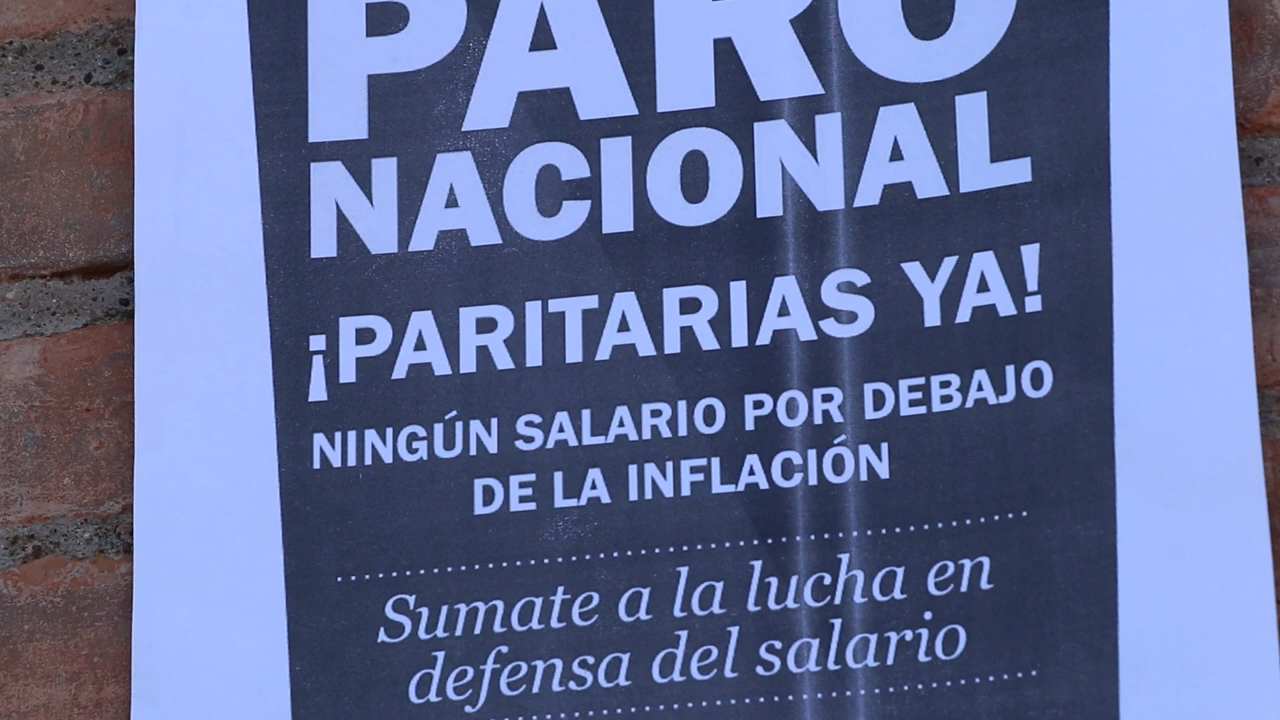 PARO
NACIONAL
¡PARITARIAS YA!
NINGÚN SALARIO POR DEBAJO
DE LA INFLACIÓN
Sumate a la lucha en
defensa del salario